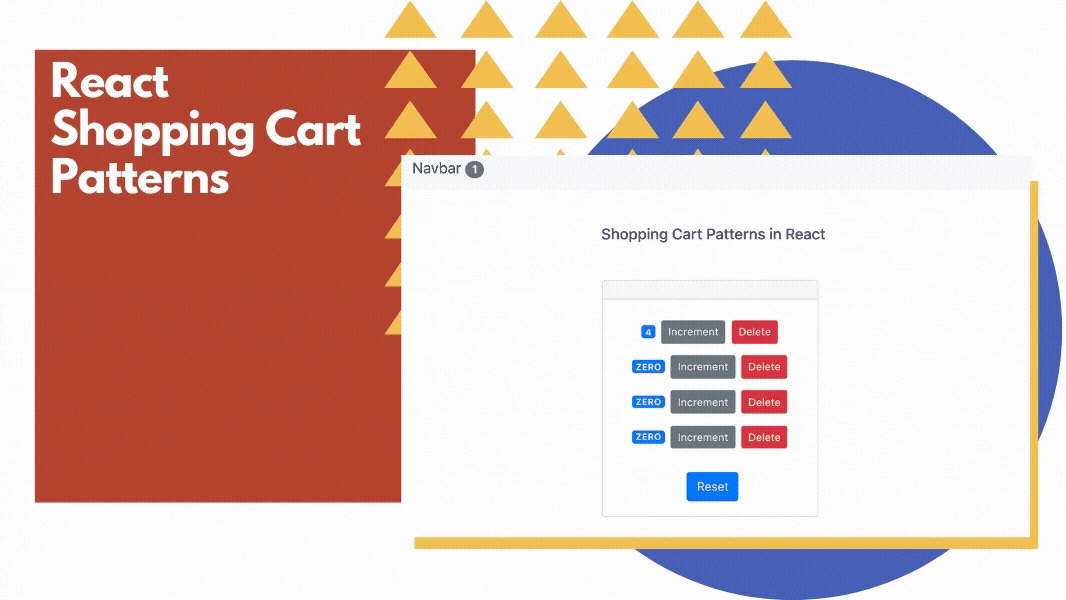 React
Shopping Cart
Patterns
Navbar 1
Shopping Cart Patterns in React
4 Increment Delete
ZERO Increment Delete
ZERO Increment Delete
ZERO Increment Delete
Reset